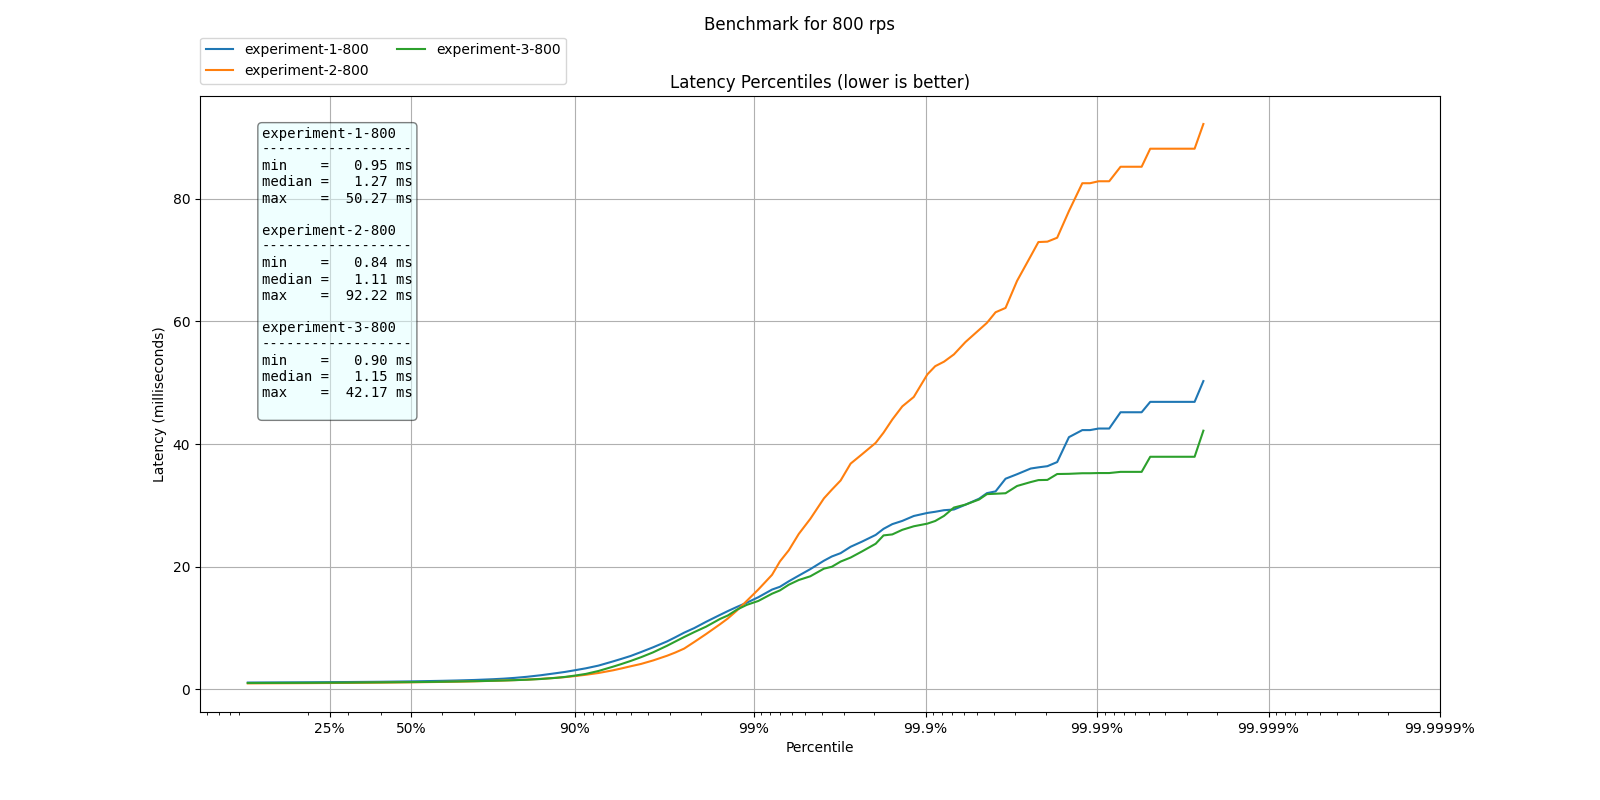 Benchmark for 800 rps
experiment-1-800
experiment-2-800
experiment-3-800
Latency Percentiles (lower is better)
experiment-1-800
------------------
min    =   0.95 ms
median =   1.27 ms
max    =  50.27 ms
experiment-2-800
------------------
min    =   0.84 ms
median =   1.11 ms
max    =  92.22 ms
experiment-3-800
------------------
min    =   0.90 ms
median =   1.15 ms
max    =  42.17 ms
Latency (milliseconds)
80
60
40
20
0
25% 50% 90% 99% 99.9% 99.99% 99.999% 99.9999%
Percentile